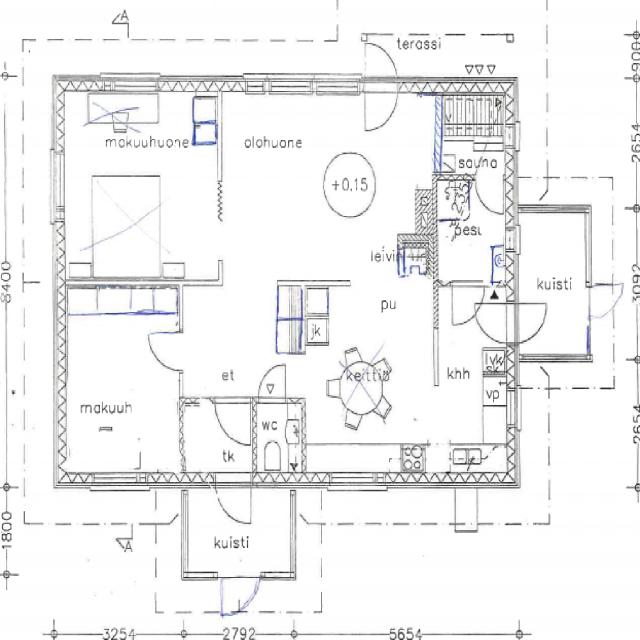 A
terassi
900
makuuhuone
olohuone
2654
sauna
+0.15
pesu
leivin
8400
kuisti
3092
pu
jk
et
keittiö
khh
lvk
vp
makuuh
wc
2654
tk
1800
A
kuisti
3254
2792
5654